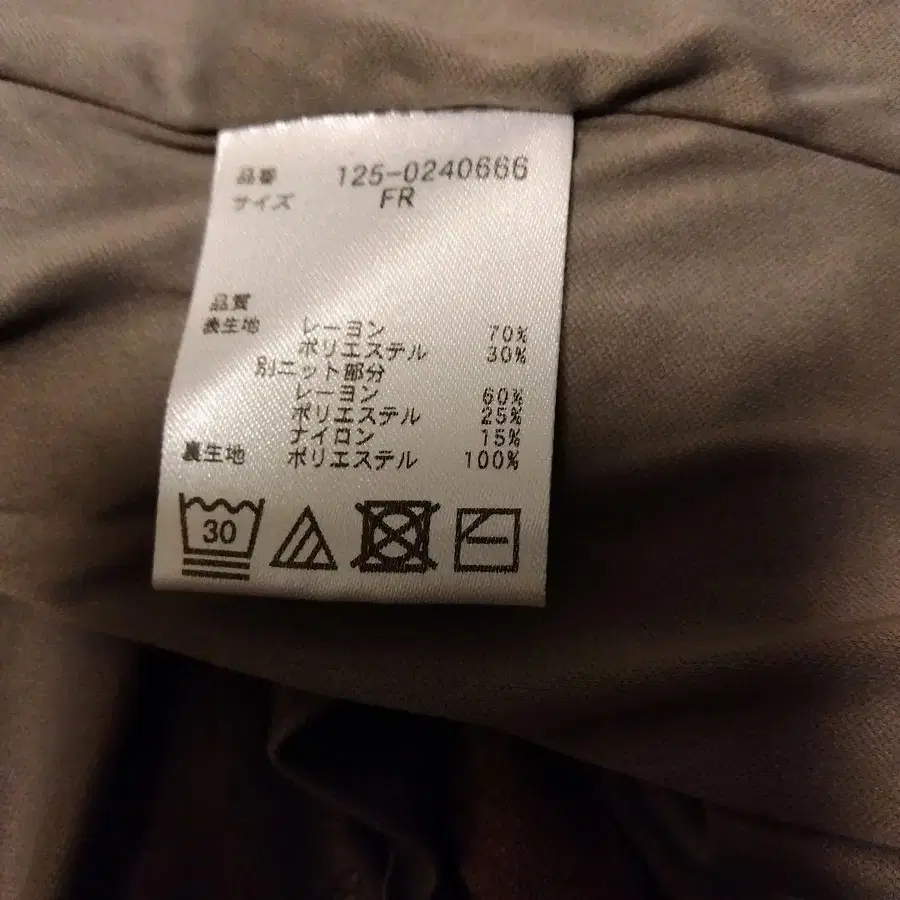 品番 125-0240666
サイズ FR
品質
表生地 レーヨン 70%
ポリエステル 30%
別ニット部分
レーヨン 60%
ポリエステル 25%
ナイロン 15%
裏生地 ポリエステル 100%
30